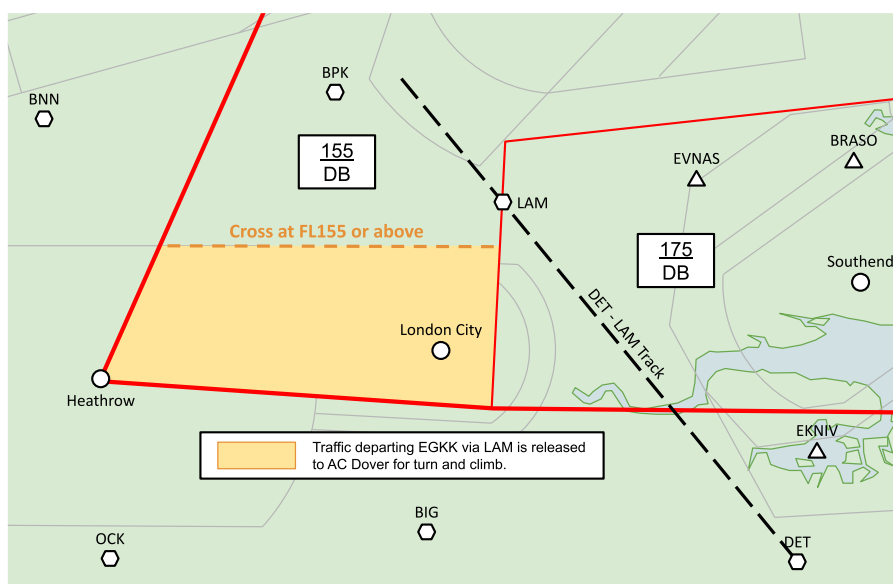 BPK
BNN
155
DB
BRASO
EVNAS
LAM
Cross at FL155 or above
175
DB
Southend
DET - LAM Track
London City
Heathrow
EKNIV
Traffic departing EGKK via LAM is released
to AC Dover for turn and climb.
BIG
OCK
DET